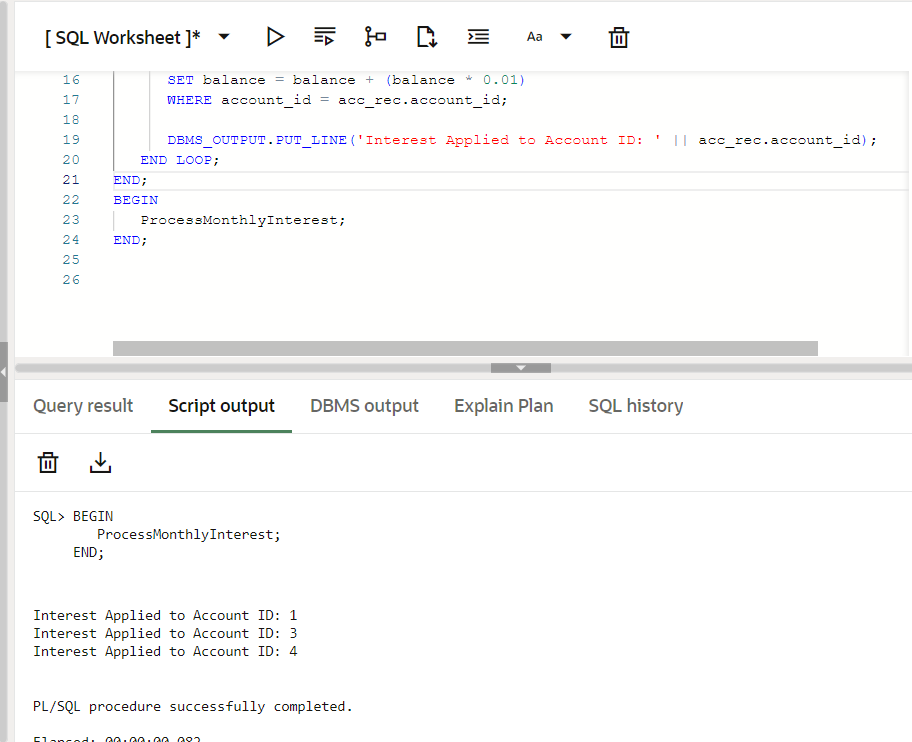 [ SQL Worksheet ]*
Aa
16 SET balance = balance + (balance * 0.01)
17 WHERE account_id = acc_rec.account_id;
18
19 DBMS_OUTPUT.PUT_LINE('Interest Applied to Account ID: ' || acc_rec.account_id);
20 END LOOP;
21 END;
22 BEGIN
23 ProcessMonthlyInterest;
24 END;
25
26
Query result Script output DBMS output Explain Plan SQL history
SQL> BEGIN
ProcessMonthlyInterest;
END;
Interest Applied to Account ID: 1
Interest Applied to Account ID: 3
Interest Applied to Account ID: 4
PL/SQL procedure successfully completed.
Elapsed: 00:00:00.082